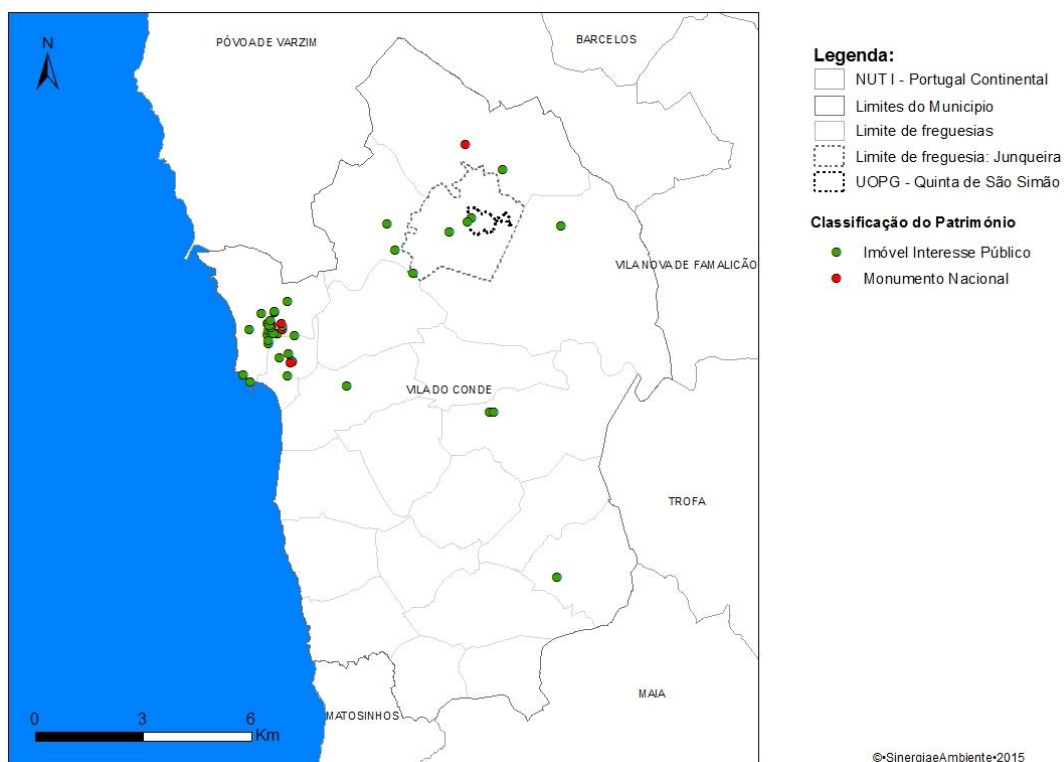 N
PÓVOA DE VARZIM
BARCELOS
VILA NOVA DE FAMALICÃO
VILA DO CONDE
TROFA
MAIA
MATOSINHOS
0 3 6
Km
Legenda:
NUT I - Portugal Continental
Limites do Municipio
Limite de freguesias
Limite de freguesia: Junqueira
UOPG - Quinta de São Simão
Classificação do Património
Imóvel Interesse Público
Monumento Nacional
©•SinergiaeAmbiente•2015